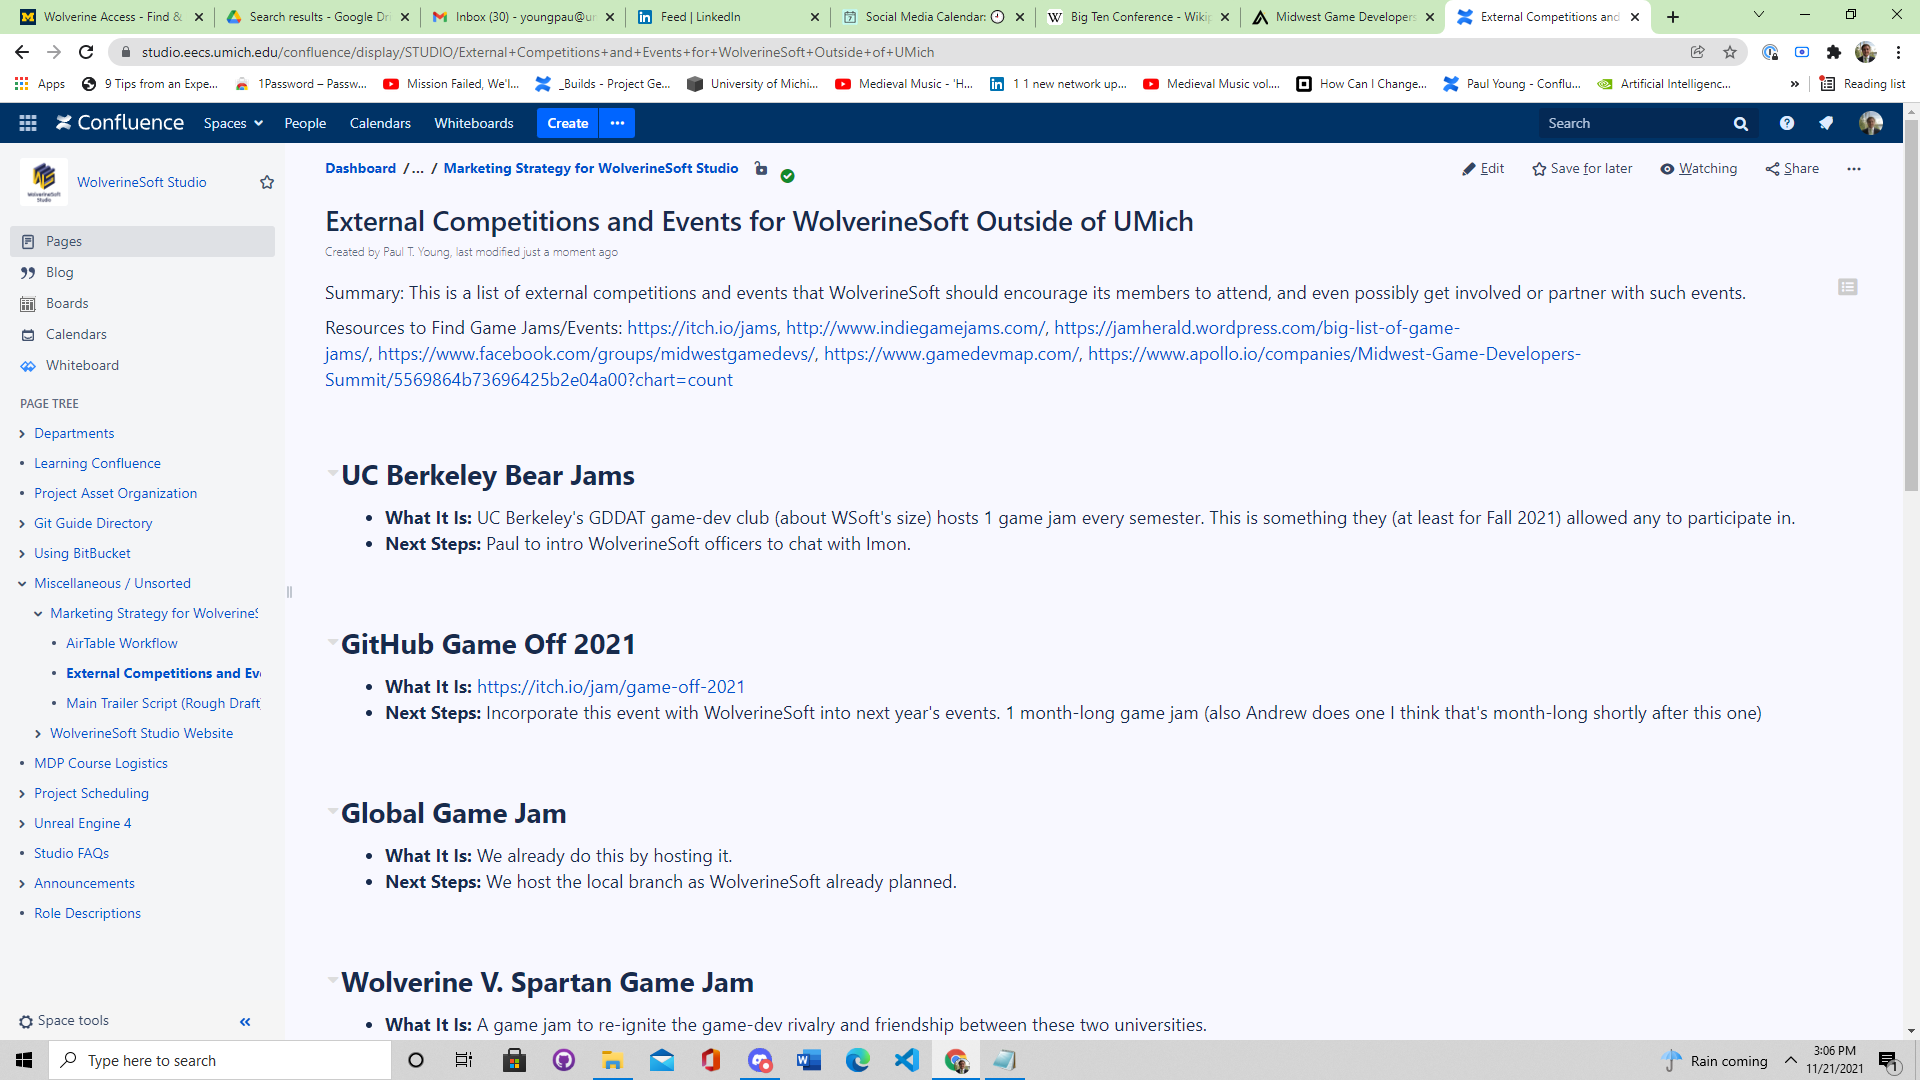 Wolverine Access - Find &
Search results - Google Dri
Inbox (30) - youngpau@um
Feed | LinkedIn
Social Media Calendar:
Big Ten Conference - Wikip
Midwest Game Developers
External Competitions and
studio.eecs.umich.edu/confluence/display/STUDIO/External+Competitions+and+Events+for+WolverineSoft+Outside+of+UMich
Apps
9 Tips from an Expe...
1Password – Passw...
Mission Failed, We'l...
_Builds - Project Ge...
University of Michi...
Medieval Music - 'H...
1 1 new network up...
Medieval Music vol....
How Can I Change...
Paul Young - Conflu...
Artificial Intelligenc...
»
Reading list
Confluence
Spaces
People
Calendars
Whiteboards
Create
Search
WolverineSoft Studio
Dashboard / ... / Marketing Strategy for WolverineSoft Studio
Edit
Save for later
Watching
Share
External Competitions and Events for WolverineSoft Outside of UMich
Created by Paul T. Young, last modified just a moment ago
Summary: This is a list of external competitions and events that WolverineSoft should encourage its members to attend, and even possibly get involved or partner with such events.
Resources to Find Game Jams/Events: https://itch.io/jams, http://www.indiegamejams.com/, https://jamherald.wordpress.com/big-list-of-game-
jams/, https://www.facebook.com/groups/midwestgamedevs/, https://www.gamedevmap.com/, https://www.apollo.io/companies/Midwest-Game-Developers-
Summit/5569864b73696425b2e04a00?chart=count
UC Berkeley Bear Jams
• What It Is: UC Berkeley's GDDAT game-dev club (about WSoft's size) hosts 1 game jam every semester. This is something they (at least for Fall 2021) allowed any to participate in.
• Next Steps: Paul to intro WolverineSoft officers to chat with Imon.
GitHub Game Off 2021
• What It Is: https://itch.io/jam/game-off-2021
• Next Steps: Incorporate this event with WolverineSoft into next year's events. 1 month-long game jam (also Andrew does one I think that's month-long shortly after this one)
Global Game Jam
• What It Is: We already do this by hosting it.
• Next Steps: We host the local branch as WolverineSoft already planned.
Wolverine V. Spartan Game Jam
• What It Is: A game jam to re-ignite the game-dev rivalry and friendship between these two universities.
Pages
Blog
Boards
Calendars
Whiteboard
PAGE TREE
Departments
• Learning Confluence
• Project Asset Organization
Git Guide Directory
Using BitBucket
Miscellaneous / Unsorted
Marketing Strategy for WolverineS
• AirTable Workflow
• External Competitions and Eve
• Main Trailer Script (Rough Draft)
WolverineSoft Studio Website
• MDP Course Logistics
Project Scheduling
Unreal Engine 4
• Studio FAQs
Announcements
• Role Descriptions
Space tools
«
Type here to search
Rain coming
3:06 PM
11/21/2021
1